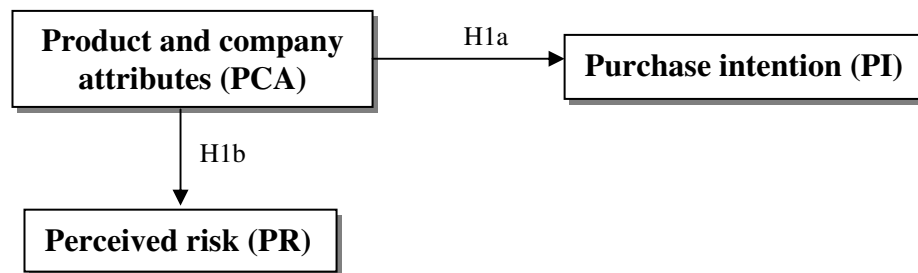 Product and company
attributes (PCA)
H1a
Purchase intention (PI)
H1b
Perceived risk (PR)